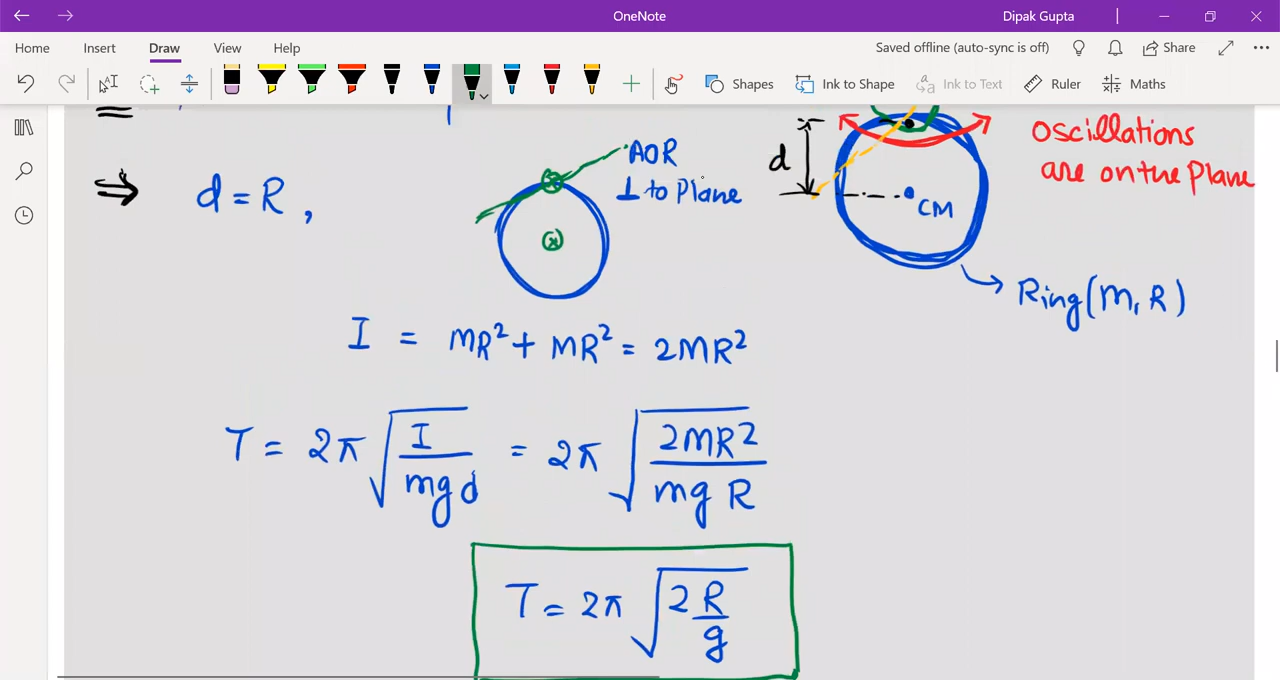 OneNote
Dipak Gupta
Home Insert Draw View Help
Saved offline (auto-sync is off)
Share
Shapes
Ink to Shape
Ink to Text
Ruler
Maths
oscillations
are on the Plane
d
CM
Ring(M, R)
⇒ d = R ,
AOR
⊥ to Plane
I = MR² + MR² = 2MR²
T = 2π √(I/mgd) = 2π √(2MR²/mgR)
T = 2π √(2R/g)